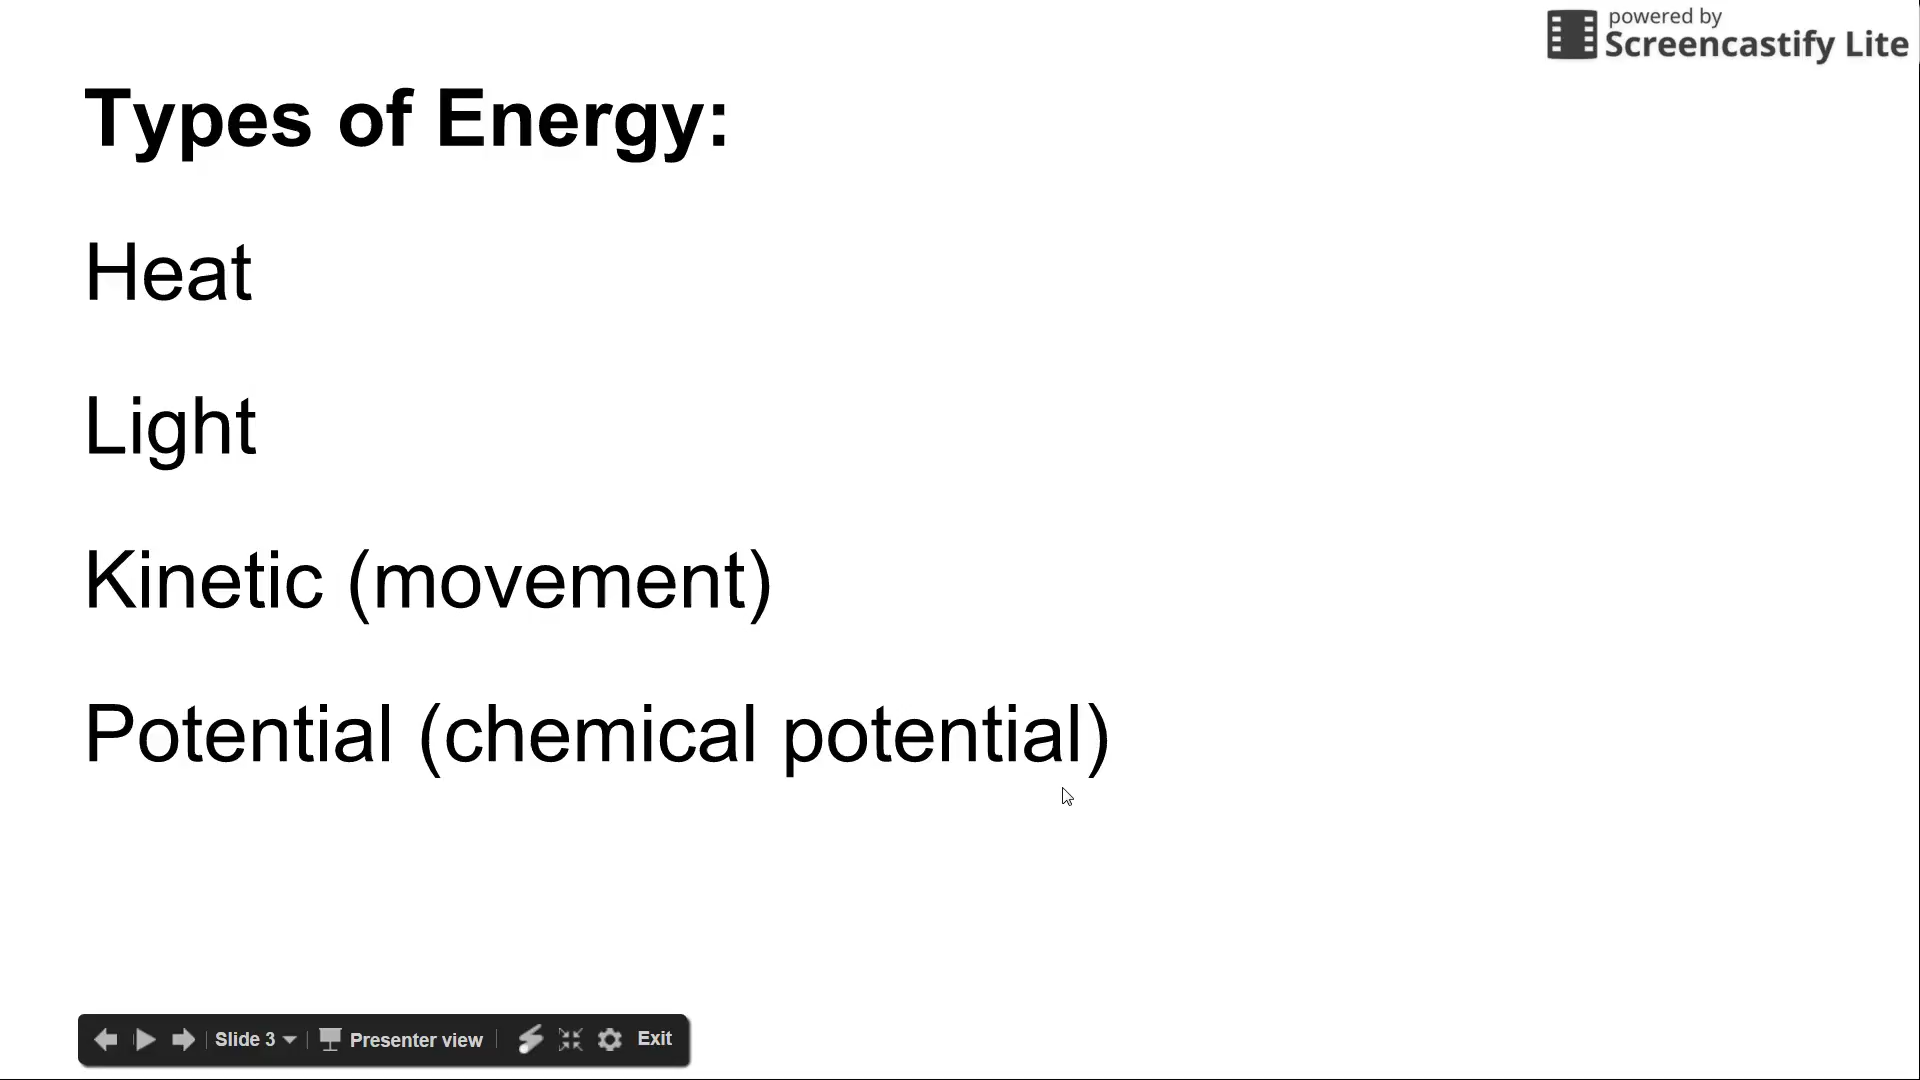 powered by
Screencastify Lite
Types of Energy:
Heat
Light
Kinetic (movement)
Potential (chemical potential)
Slide 3 Presenter view Exit